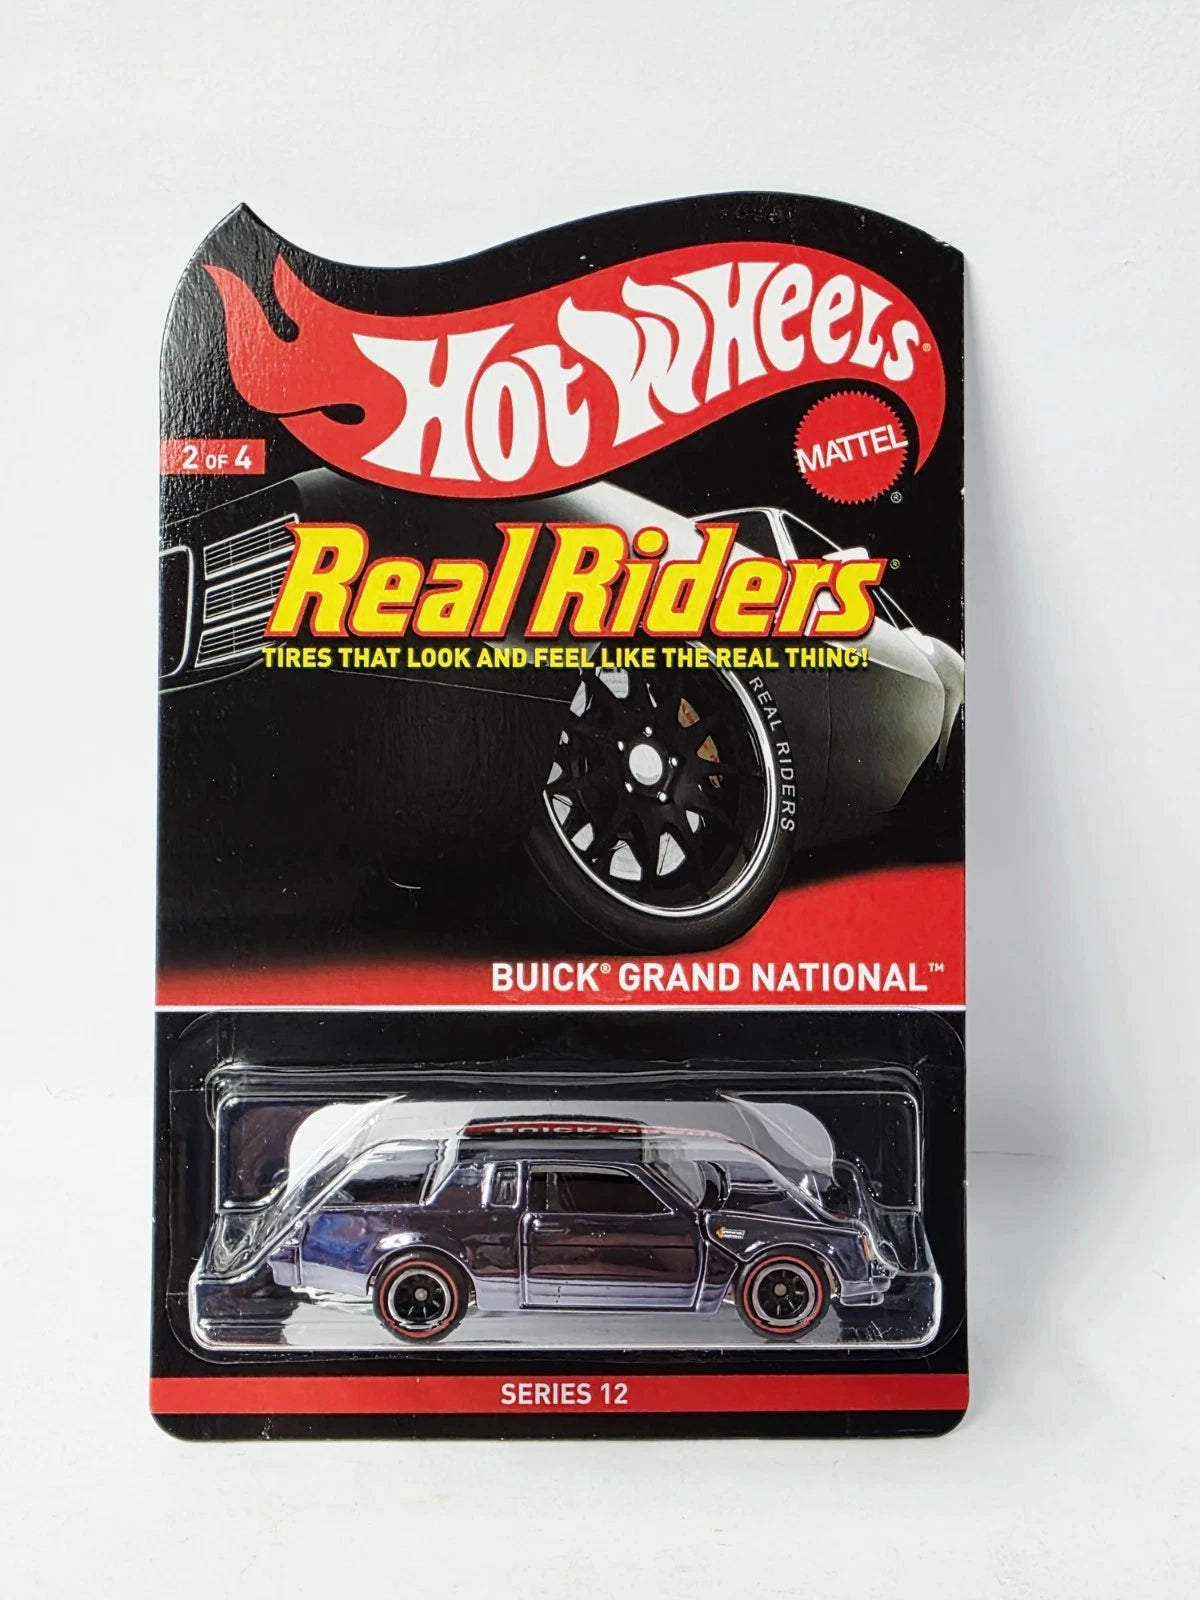 HOT WHEELS®
MATTEL
®
2 OF 4
Real Riders®
TIRES THAT LOOK AND FEEL LIKE THE REAL THING!
REAL RIDERS
BUICK® GRAND NATIONAL™
SERIES 12